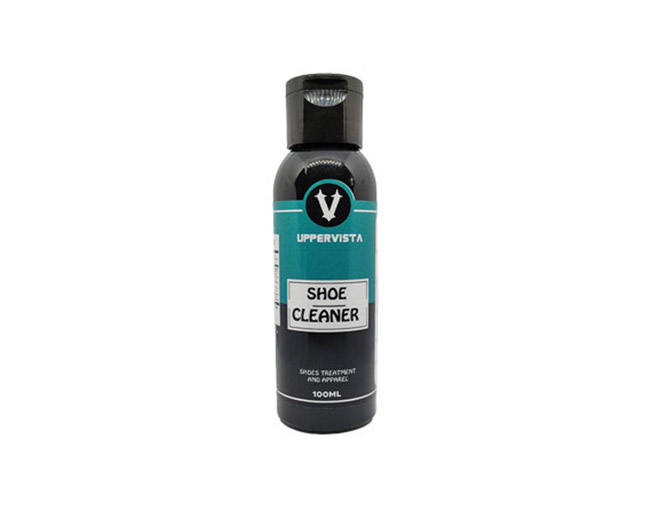 V
UPPERVISTA
SHOE
CLEANER
SHOES TREATMENT
AND APPAREL
100ML